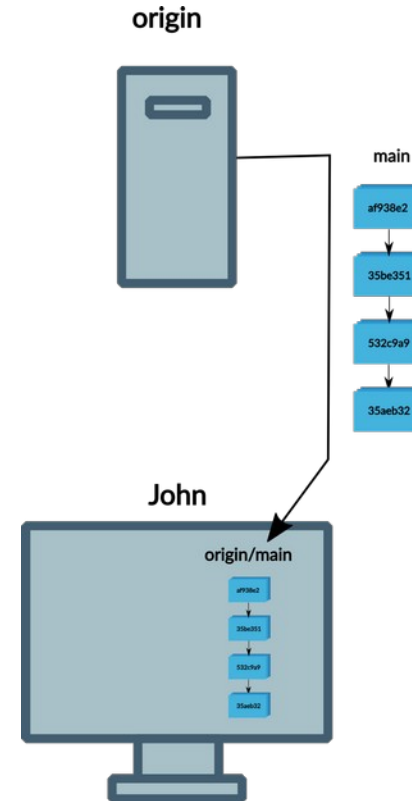 origin
main
af938e2
35be351
532c9a9
35aeb32
John
origin/main
af938e2
35be351
532c9a9
35aeb32